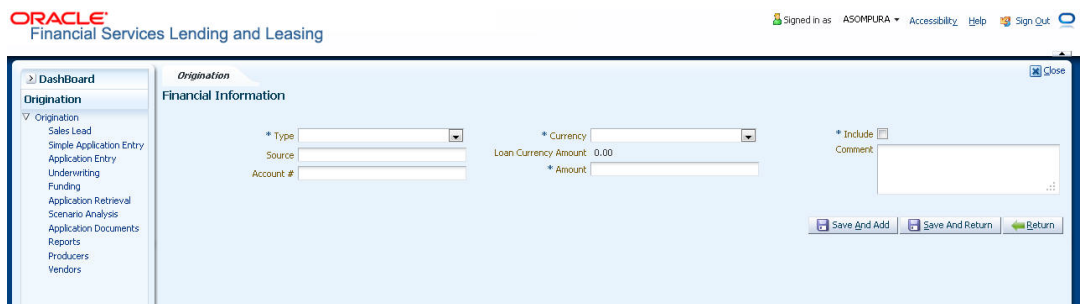 ORACLE
Financial Services Lending and Leasing
Signed in as ASOMPURA Accessibility Help Sign Out
DashBoard
Origination
Origination
Sales Lead
Simple Application Entry
Application Entry
Underwriting
Funding
Application Retrieval
Scenario Analysis
Application Documents
Reports
Producers
Vendors
Origination
Close
Financial Information
* Type
Source
Account #
* Currency
Loan Currency Amount 0.00
* Amount
* Include
Comment
Save And Add Save And Return Return